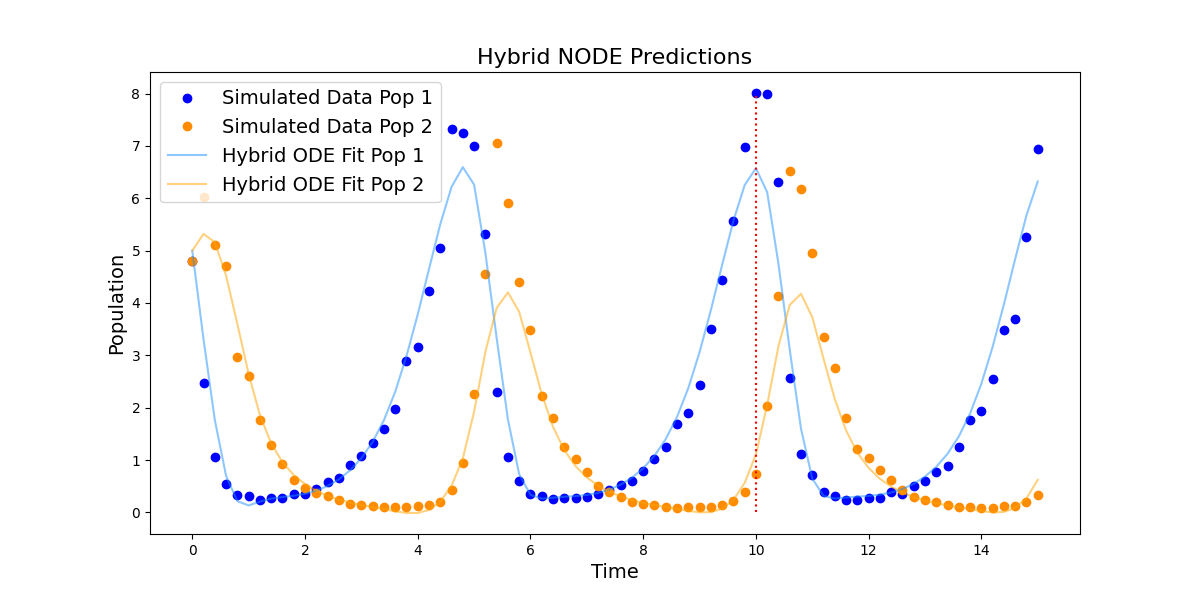 Hybrid NODE Predictions
Simulated Data Pop 1
Simulated Data Pop 2
Hybrid ODE Fit Pop 1
Hybrid ODE Fit Pop 2
Population
8
7
6
5
4
3
2
1
0
0 2 4 6 8 10 12 14
Time